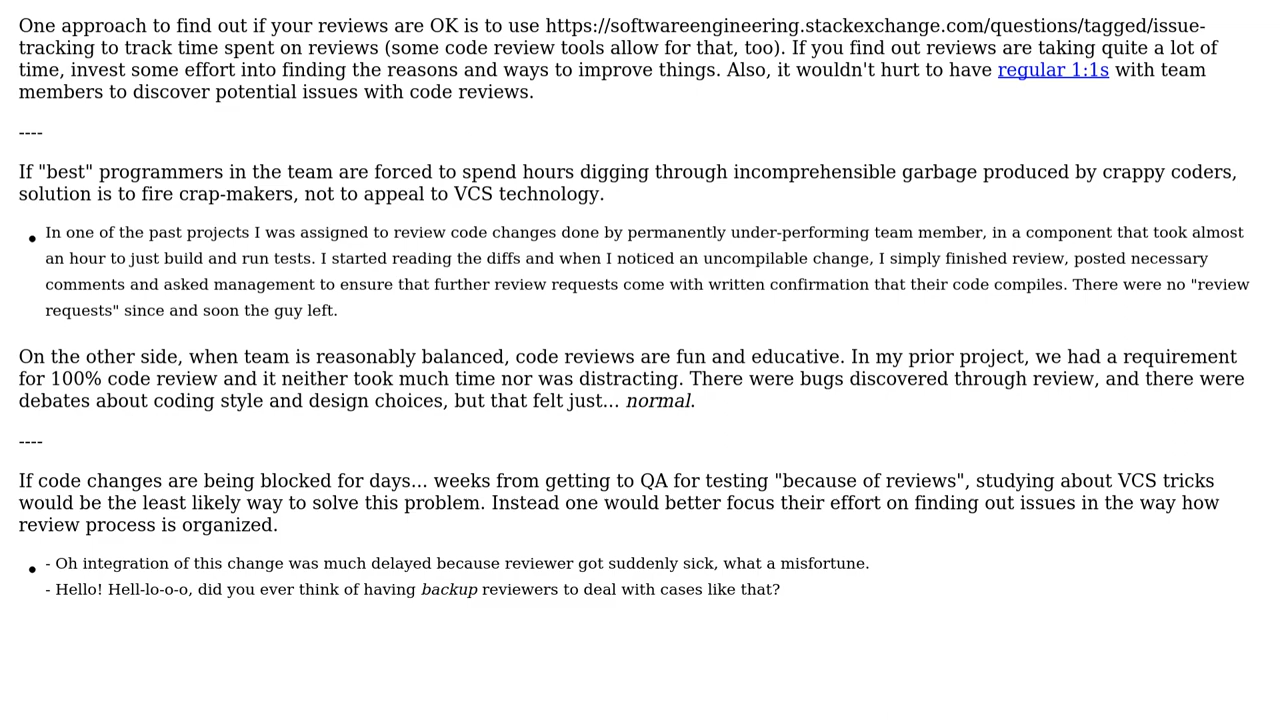 One approach to find out if your reviews are OK is to use https://softwareengineering.stackexchange.com/questions/tagged/issue-
tracking to track time spent on reviews (some code review tools allow for that, too). If you find out reviews are taking quite a lot of
time, invest some effort into finding the reasons and ways to improve things. Also, it wouldn't hurt to have regular 1:1s with team
members to discover potential issues with code reviews.
----
If "best" programmers in the team are forced to spend hours digging through incomprehensible garbage produced by crappy coders,
solution is to fire crap-makers, not to appeal to VCS technology.
• In one of the past projects I was assigned to review code changes done by permanently under-performing team member, in a component that took almost
an hour to just build and run tests. I started reading the diffs and when I noticed an uncompilable change, I simply finished review, posted necessary
comments and asked management to ensure that further review requests come with written confirmation that their code compiles. There were no "review
requests" since and soon the guy left.
On the other side, when team is reasonably balanced, code reviews are fun and educative. In my prior project, we had a requirement
for 100% code review and it neither took much time nor was distracting. There were bugs discovered through review, and there were
debates about coding style and design choices, but that felt just... normal.
----
If code changes are being blocked for days... weeks from getting to QA for testing "because of reviews", studying about VCS tricks
would be the least likely way to solve this problem. Instead one would better focus their effort on finding out issues in the way how
review process is organized.
• - Oh integration of this change was much delayed because reviewer got suddenly sick, what a misfortune.
- Hello! Hell-lo-o-o, did you ever think of having backup reviewers to deal with cases like that?